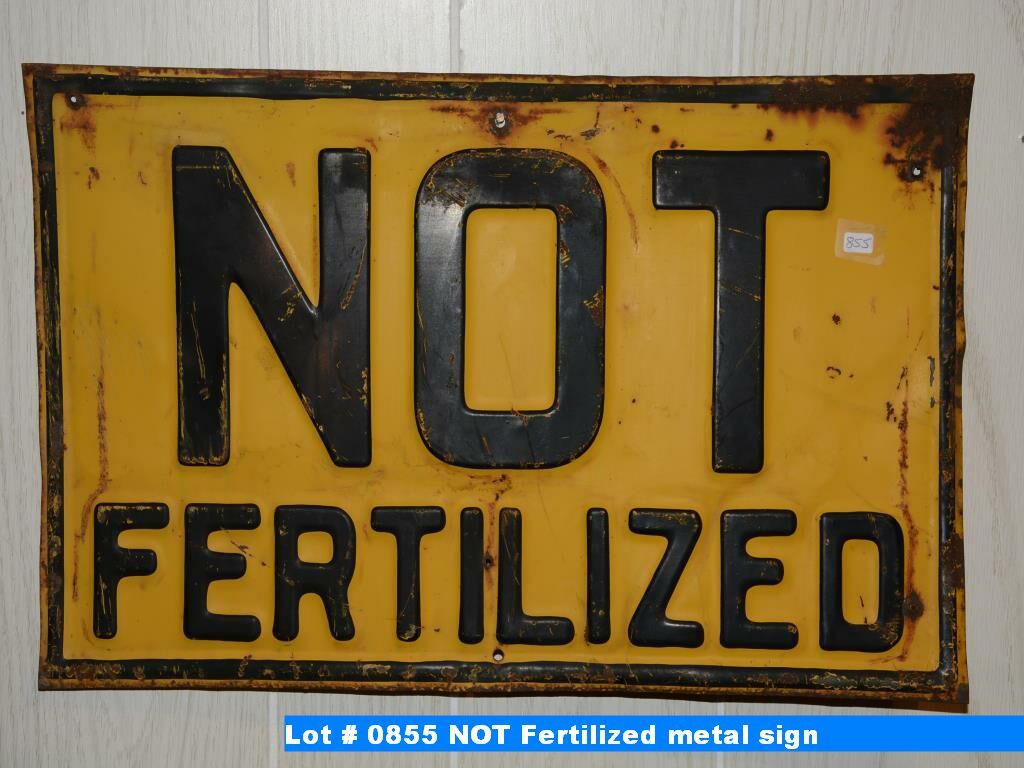 NOT
855
FERTILIZED
Lot # 0855 NOT Fertilized metal sign